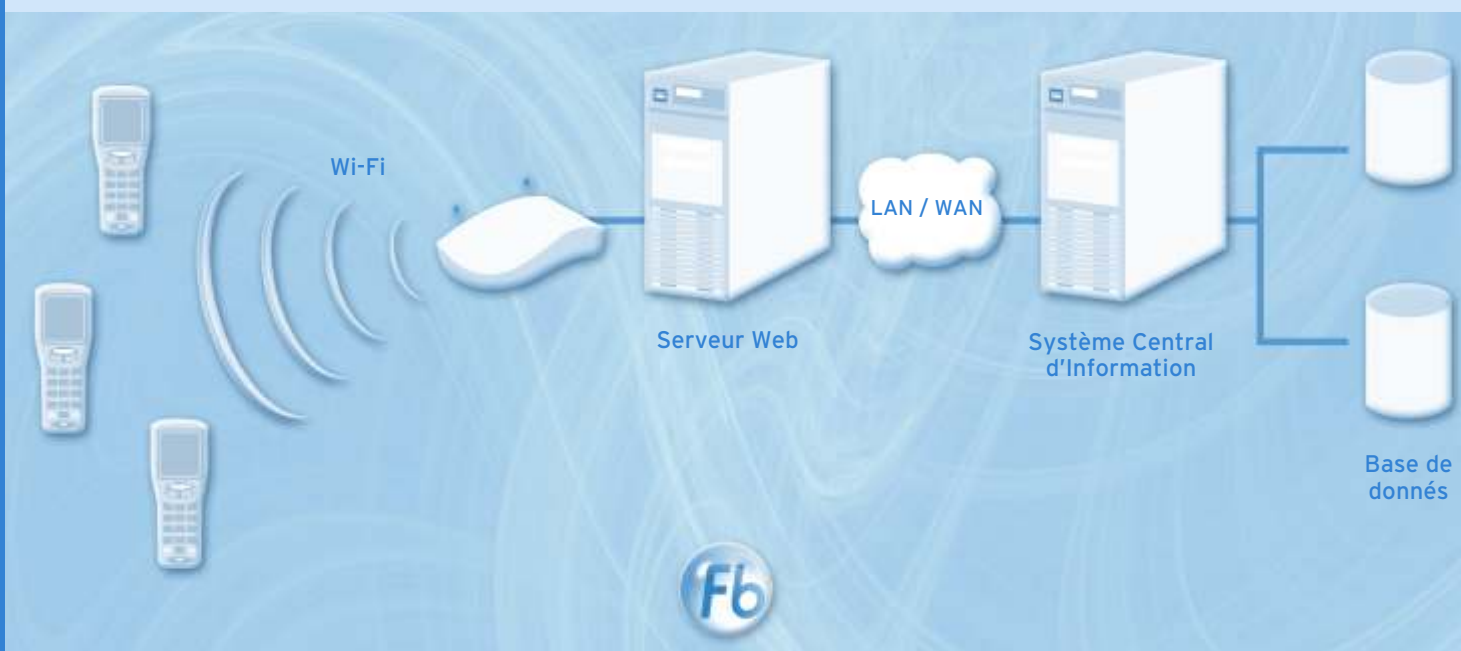 Wi-Fi
LAN / WAN
Serveur Web
Système Central
d'Information
Base de
donnés
Fb